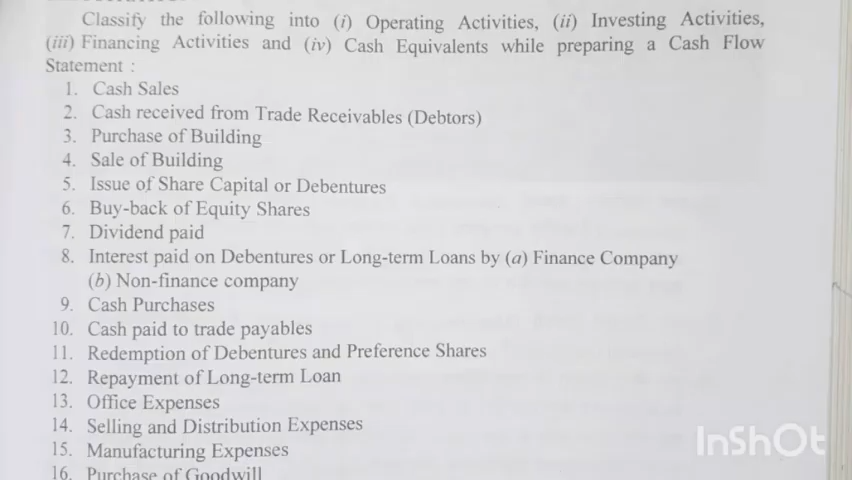 Classify the following into (i) Operating Activities, (ii) Investing Activities,
(iii) Financing Activities and (iv) Cash Equivalents while preparing a Cash Flow
Statement :
1. Cash Sales
2. Cash received from Trade Receivables (Debtors)
3. Purchase of Building
4. Sale of Building
5. Issue of Share Capital or Debentures
6. Buy-back of Equity Shares
7. Dividend paid
8. Interest paid on Debentures or Long-term Loans by (a) Finance Company
(b) Non-finance company
9. Cash Purchases
10. Cash paid to trade payables
11. Redemption of Debentures and Preference Shares
12. Repayment of Long-term Loan
13. Office Expenses
14. Selling and Distribution Expenses
15. Manufacturing Expenses
16. Purchase of Goodwill
InShOt